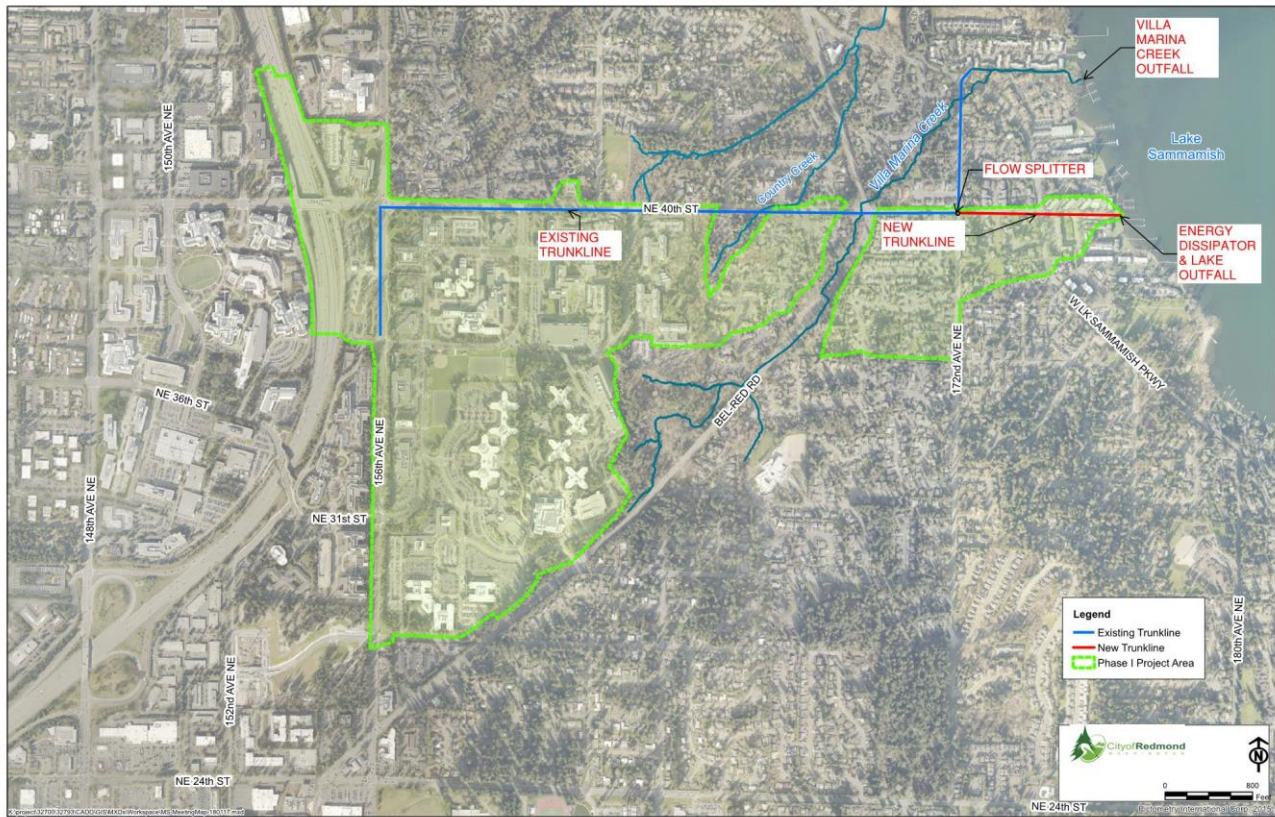 VILLA
MARINA
CREEK
OUTFALL
150th AVE NE
Villa Marina Creek
Lake
Sammamish
Country Creek
FLOW SPLITTER
NE 40th ST
EXISTING
TRUNKLINE
NEW
TRUNKLINE
ENERGY
DISSIPATOR
& LAKE
OUTFALL
W LK SAMMAMISH PKWY
172nd AVE NE
NE 36th ST
BEL-RED RD
156th AVE NE
148th AVE NE
NE 31st ST
152nd AVE NE
180th AVE NE
Legend
Existing Trunkline
New Trunkline
Phase I Project Area
CityofRedmond
WASHINGTON
N
0
800
Feet
NE 24th ST
NE 24th ST